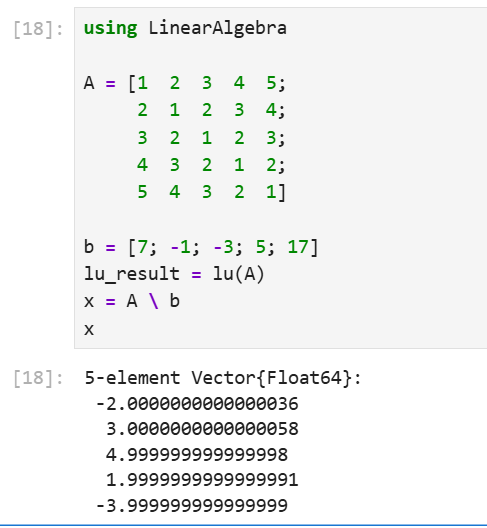 [18]: using LinearAlgebra
A = [1 2 3 4 5;
2 1 2 3 4;
3 2 1 2 3;
4 3 2 1 2;
5 4 3 2 1]
b = [7; -1; -3; 5; 17]
lu_result = lu(A)
x = A \ b
x
[18]: 5-element Vector{Float64}:
-2.0000000000000036
3.0000000000000058
4.999999999999998
1.9999999999999991
-3.999999999999999